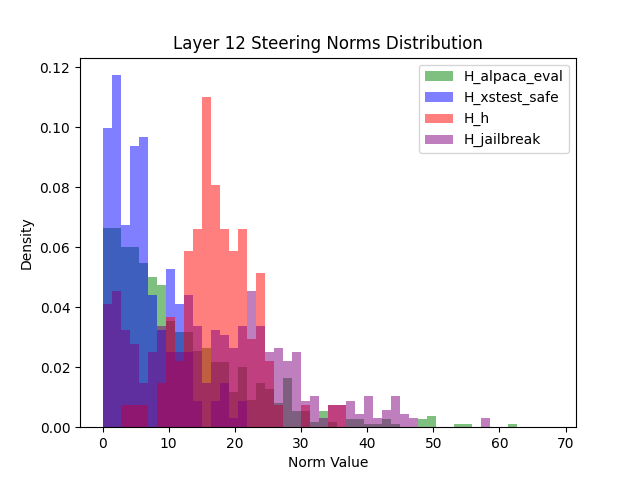 Layer 12 Steering Norms Distribution
0.12
0.10
0.08
0.06
0.04
0.02
0.00
Density
H_alpaca_eval
H_xstest_safe
H_h
H_jailbreak
0 10 20 30 40 50 60 70
Norm Value